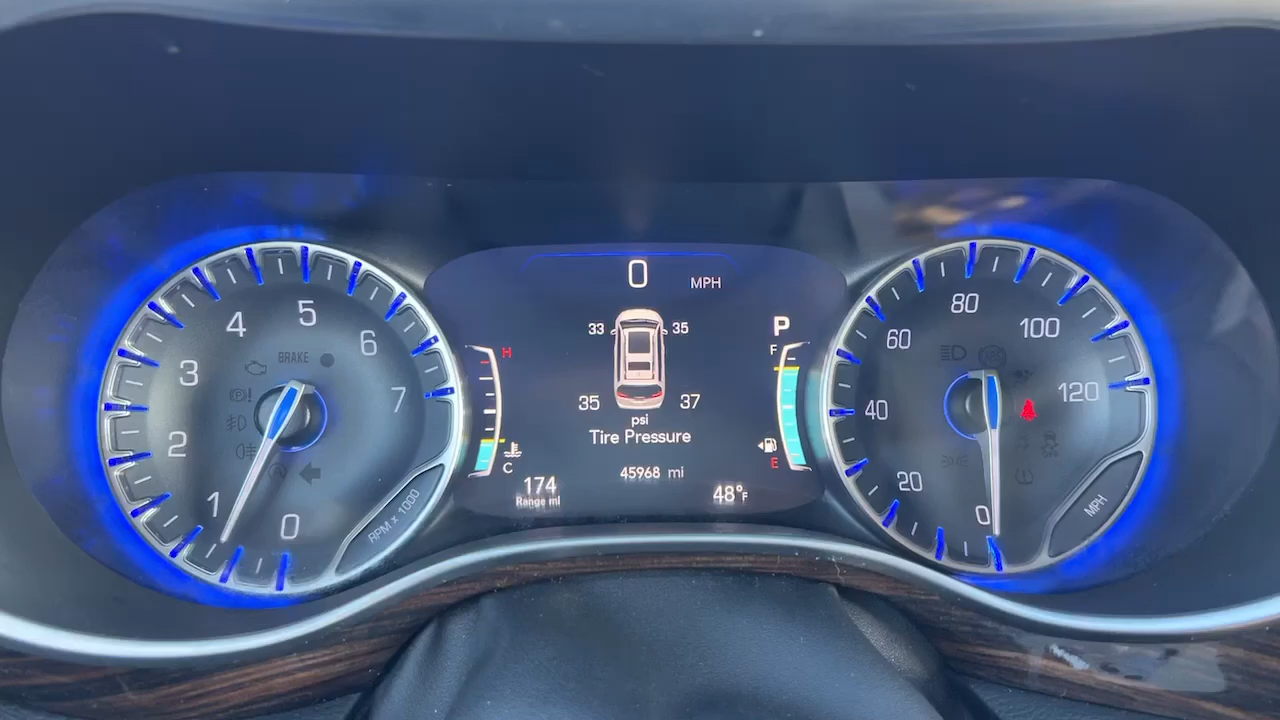 0
1
2
3
4
5
6
7
RPM x 1000
BRAKE
P !
0 MPH
P
33 35
35 37
psi
Tire Pressure
45968 mi
174
Range mi
48°F
H
C
F
E
0
20
40
60
80
100
120
MPH
ABS